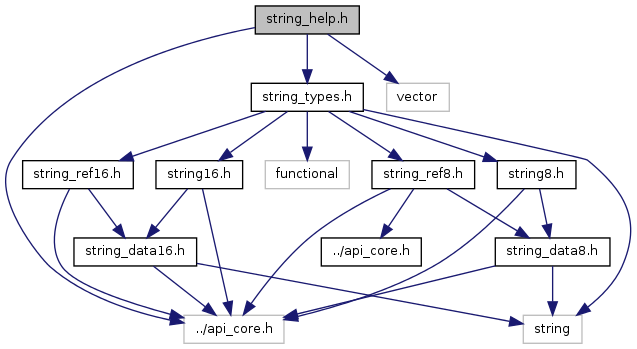 string_help.h
string_types.h
vector
string_ref16.h
string16.h
functional
string_ref8.h
string8.h
string_data16.h
../api_core.h
string_data8.h
../api_core.h
string